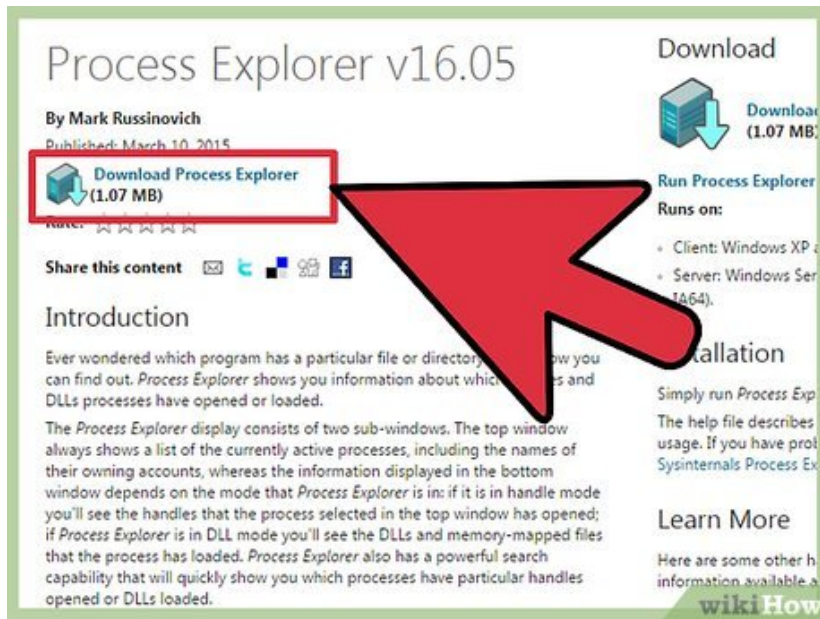 Process Explorer v16.05
By Mark Russinovich
Published: March 10, 2015
Download Process Explorer
(1.07 MB)
Rate:
Share this content
Introduction
Ever wondered which program has a particular file or directory ow you
can find out. Process Explorer shows you information about which es and
DLLs processes have opened or loaded.
The Process Explorer display consists of two sub-windows. The top window
always shows a list of the currently active processes, including the names of
their owning accounts, whereas the information displayed in the bottom
window depends on the mode that Process Explorer is in: if it is in handle mode
you'll see the handles that the process selected in the top window has opened;
if Process Explorer is in DLL mode you'll see the DLLs and memory-mapped files
that the process has loaded. Process Explorer also has a powerful search
capability that will quickly show you which processes have particular handles
opened or DLLs loaded.
Download
Download
(1.07 MB)
Run Process Explorer
Runs on:
Client: Windows XP a
Server: Windows Ser
IA64).
tallation
Simply run Process Exp
The help file describes
usage. If you have prob
Sysinternals Process Ex
Learn More
Here are some other h
information available a
wikiHow